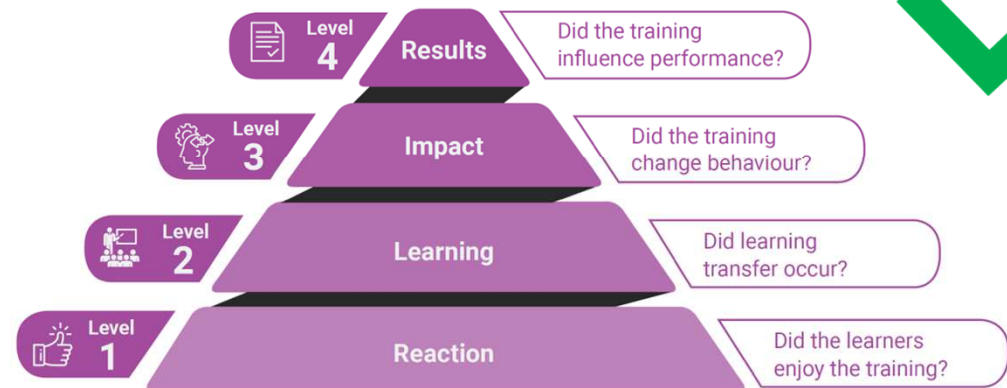 Level
4
Results
Did the training
influence performance?
Level
3
Impact
Did the training
change behaviour?
Level
2
Learning
Did learning
transfer occur?
Level
1
Reaction
Did the learners
enjoy the training?